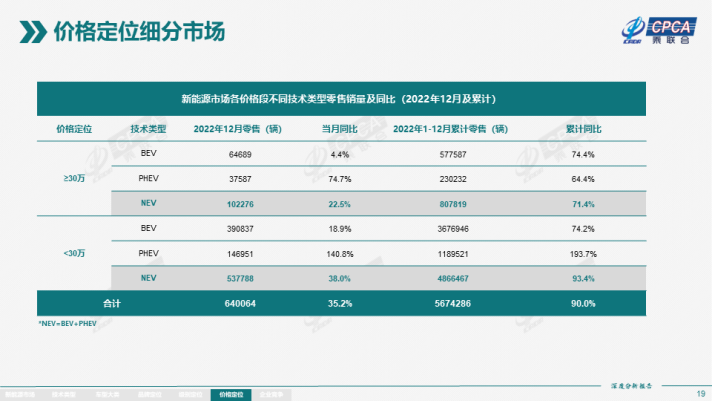 价格定位细分市场
CPCA
乘联会
新能源市场各价格段不同技术类型零售销量及同比（2022年12月及累计）
价格定位 技术类型 2022年12月零售（辆） 当月同比 2022年1-12月累计零售（辆） 累计同比
≥30万 BEV 64689 4.4% 577587 74.4%
PHEV 37587 74.7% 230232 64.4%
NEV 102276 22.5% 807819 71.4%
<30万 BEV 390837 18.9% 3676946 74.2%
PHEV 146951 140.8% 1189521 193.7%
NEV 537788 38.0% 4866467 93.4%
合计 640064 35.2% 5674286 90.0%
*NEV=BEV+PHEV
深度分析报告
价格定位
19